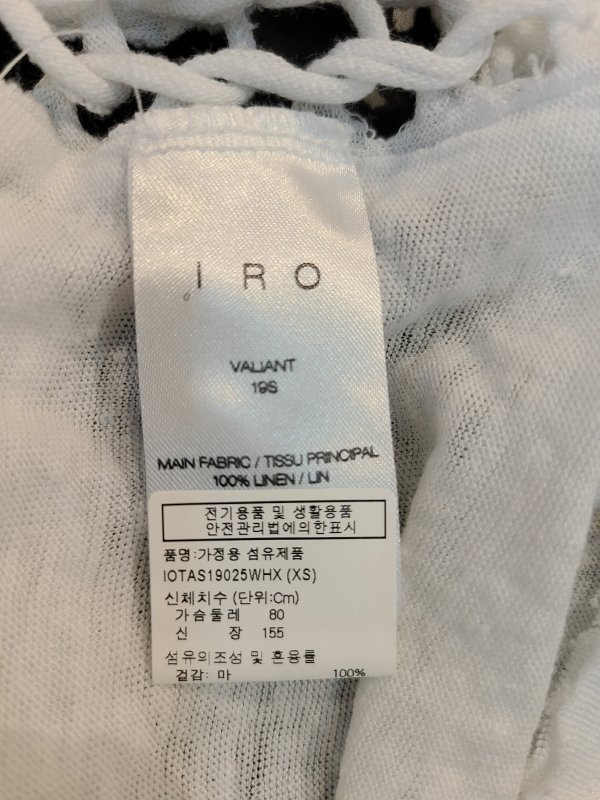 IRO
VALIANT
19S
MAIN FABRIC / TISSU PRINCIPAL
100% LINEN / LIN
전기용품 및 생활용품
안전관리법에의한표시
품명:가정용 섬유제품
IOTAS19025WHX (XS)
신체치수 (단위:Cm)
가슴둘레 80
신 장 155
섬유의조성 및 혼용률
겉감: 마 100%